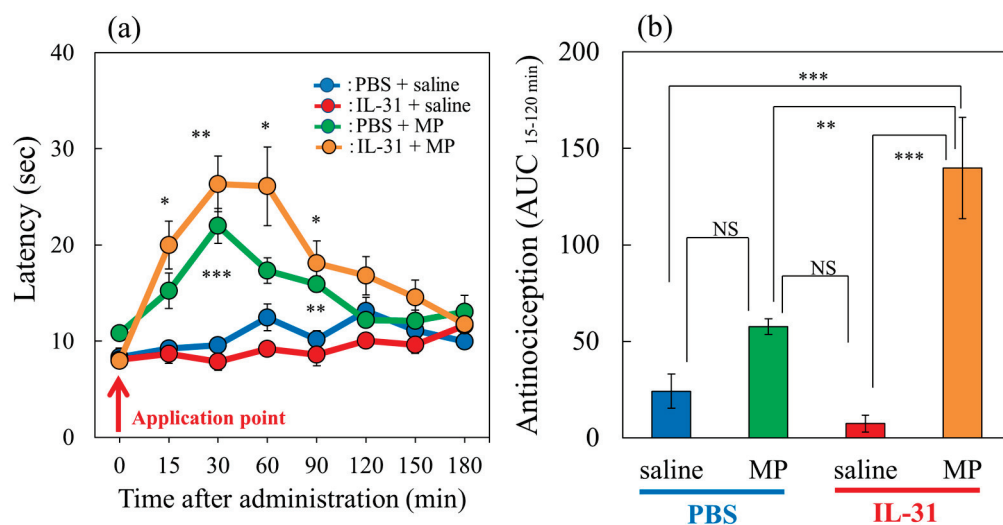 (a)
40
30
20
10
0
Latency (sec)
:PBS + saline
:IL-31 + saline
:PBS + MP
:IL-31 + MP
*
**
*
*
***
**
Application point
0 15 30 60 90 120 150 180
Time after administration (min)
(b)
200
150
100
50
0
Antinociception (AUC 15-120 min)
***
**
***
NS
NS
saline MP saline MP
PBS IL-31